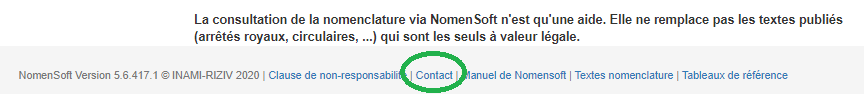 La consultation de la nomenclature via NomenSoft n'est qu'une aide. Elle ne remplace pas les textes publiés
(arrêtés royaux, circulaires, ...) qui sont les seuls à valeur légale.
NomenSoft Version 5.6.417.1 © INAMI-RIZIV 2020 | Clause de non-responsabilité | Contact | Manuel de Nomensoft | Textes nomenclature | Tableaux de référence